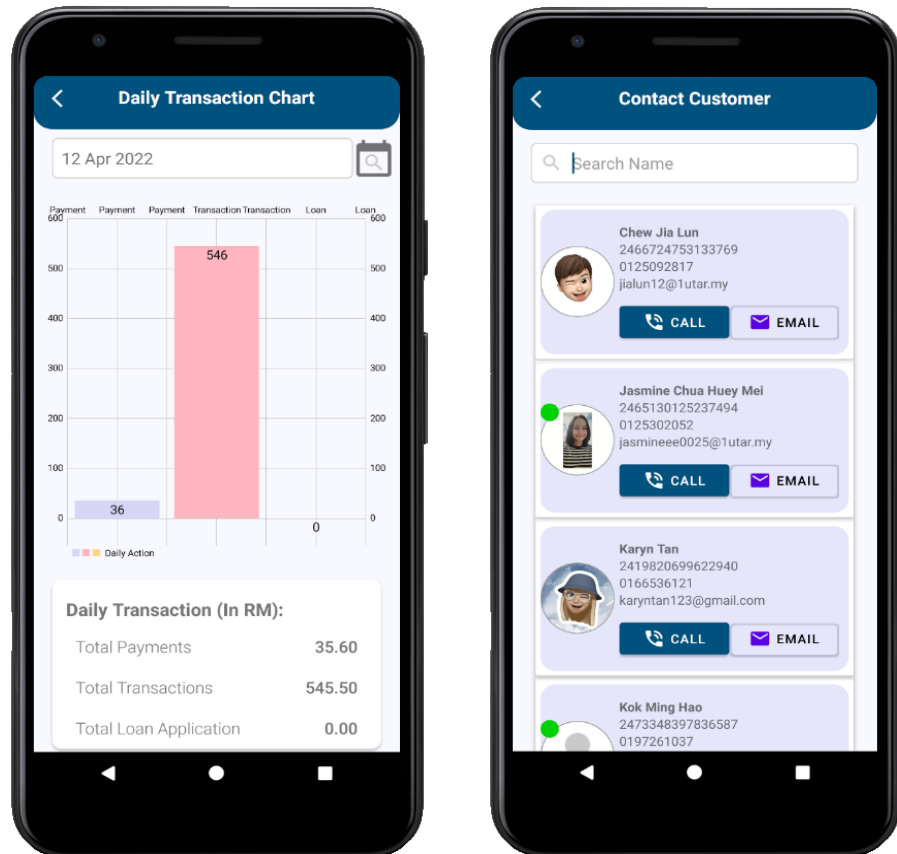 Daily Transaction Chart
12 Apr 2022
Payment Payment Payment Transaction Transaction Loan Loan
600 600
546
500 500
400 400
300 300
200 200
100 100
36
0 0
0
Daily Action
Daily Transaction (In RM):
Total Payments 35.60
Total Transactions 545.50
Total Loan Application 0.00
Contact Customer
Search Name
Chew Jia Lun
2466724753133769
0125092817
jialun12@1utar.my
CALL EMAIL
Jasmine Chua Huey Mei
2465130125237494
0125302052
jasmineee0025@1utar.my
CALL EMAIL
Karyn Tan
2419820699622940
0166536121
karyntan123@gmail.com
CALL EMAIL
Kok Ming Hao
2473348397836587
0197261037